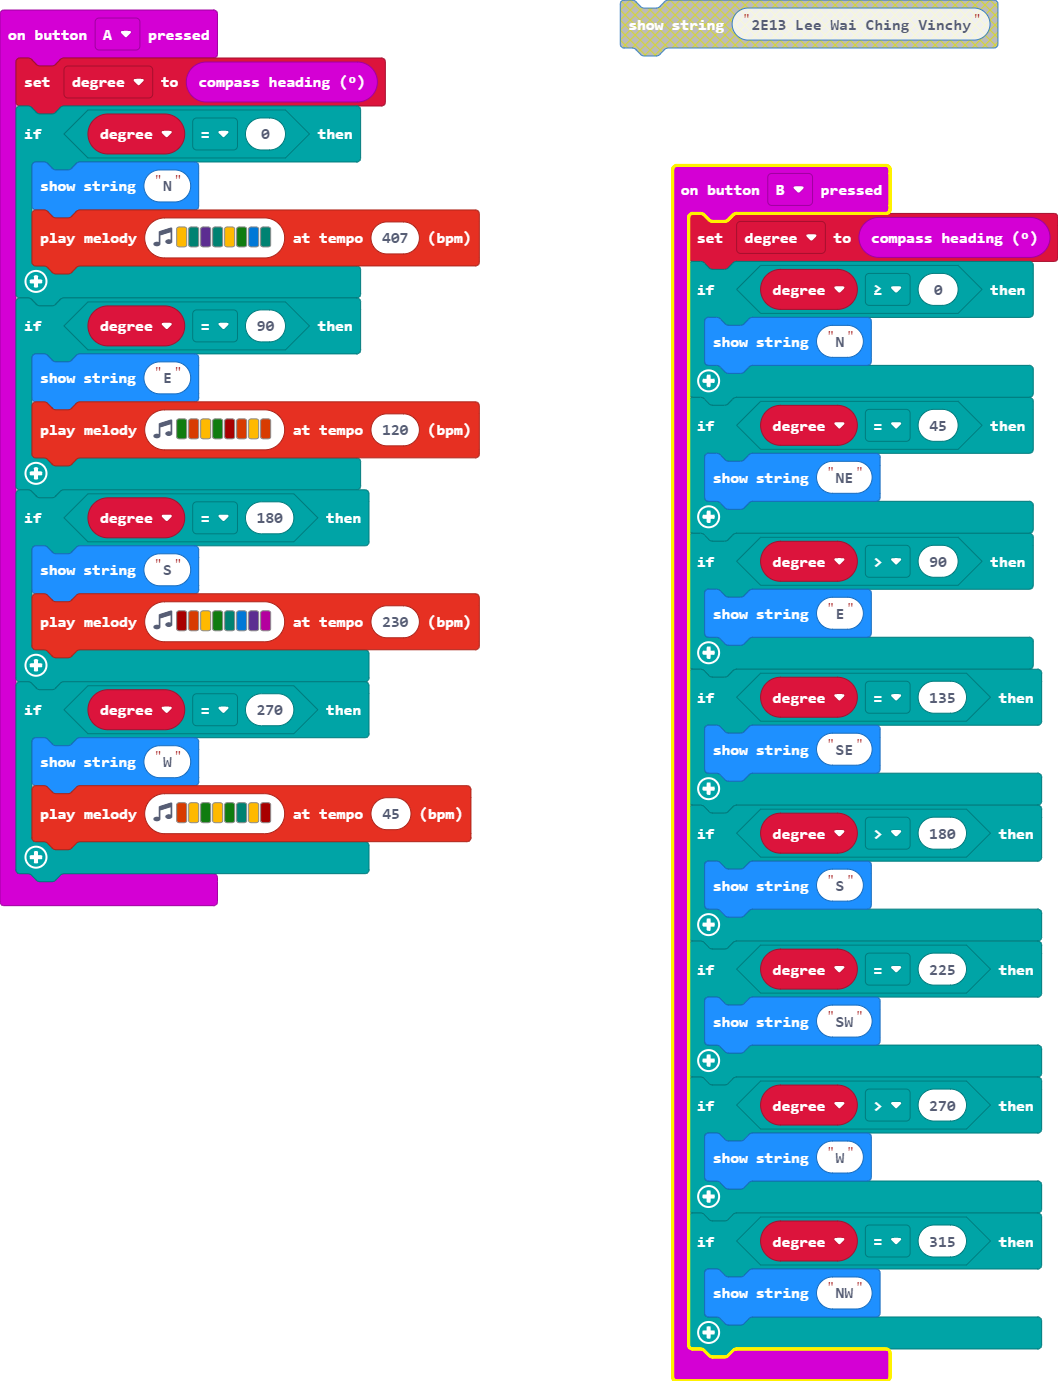 on button A pressed
set degree to compass heading (°)
if degree = 0 then
show string "N"
play melody at tempo 407 (bpm)
if degree = 90 then
show string "E"
play melody at tempo 120 (bpm)
if degree = 180 then
show string "S"
play melody at tempo 230 (bpm)
if degree = 270 then
show string "W"
play melody at tempo 45 (bpm)
show string "2E13 Lee Wai Ching Vinchy"
on button B pressed
set degree to compass heading (°)
if degree ≥ 0 then
show string "N"
if degree = 45 then
show string "NE"
if degree > 90 then
show string "E"
if degree = 135 then
show string "SE"
if degree > 180 then
show string "S"
if degree = 225 then
show string "SW"
if degree > 270 then
show string "W"
if degree = 315 then
show string "NW"